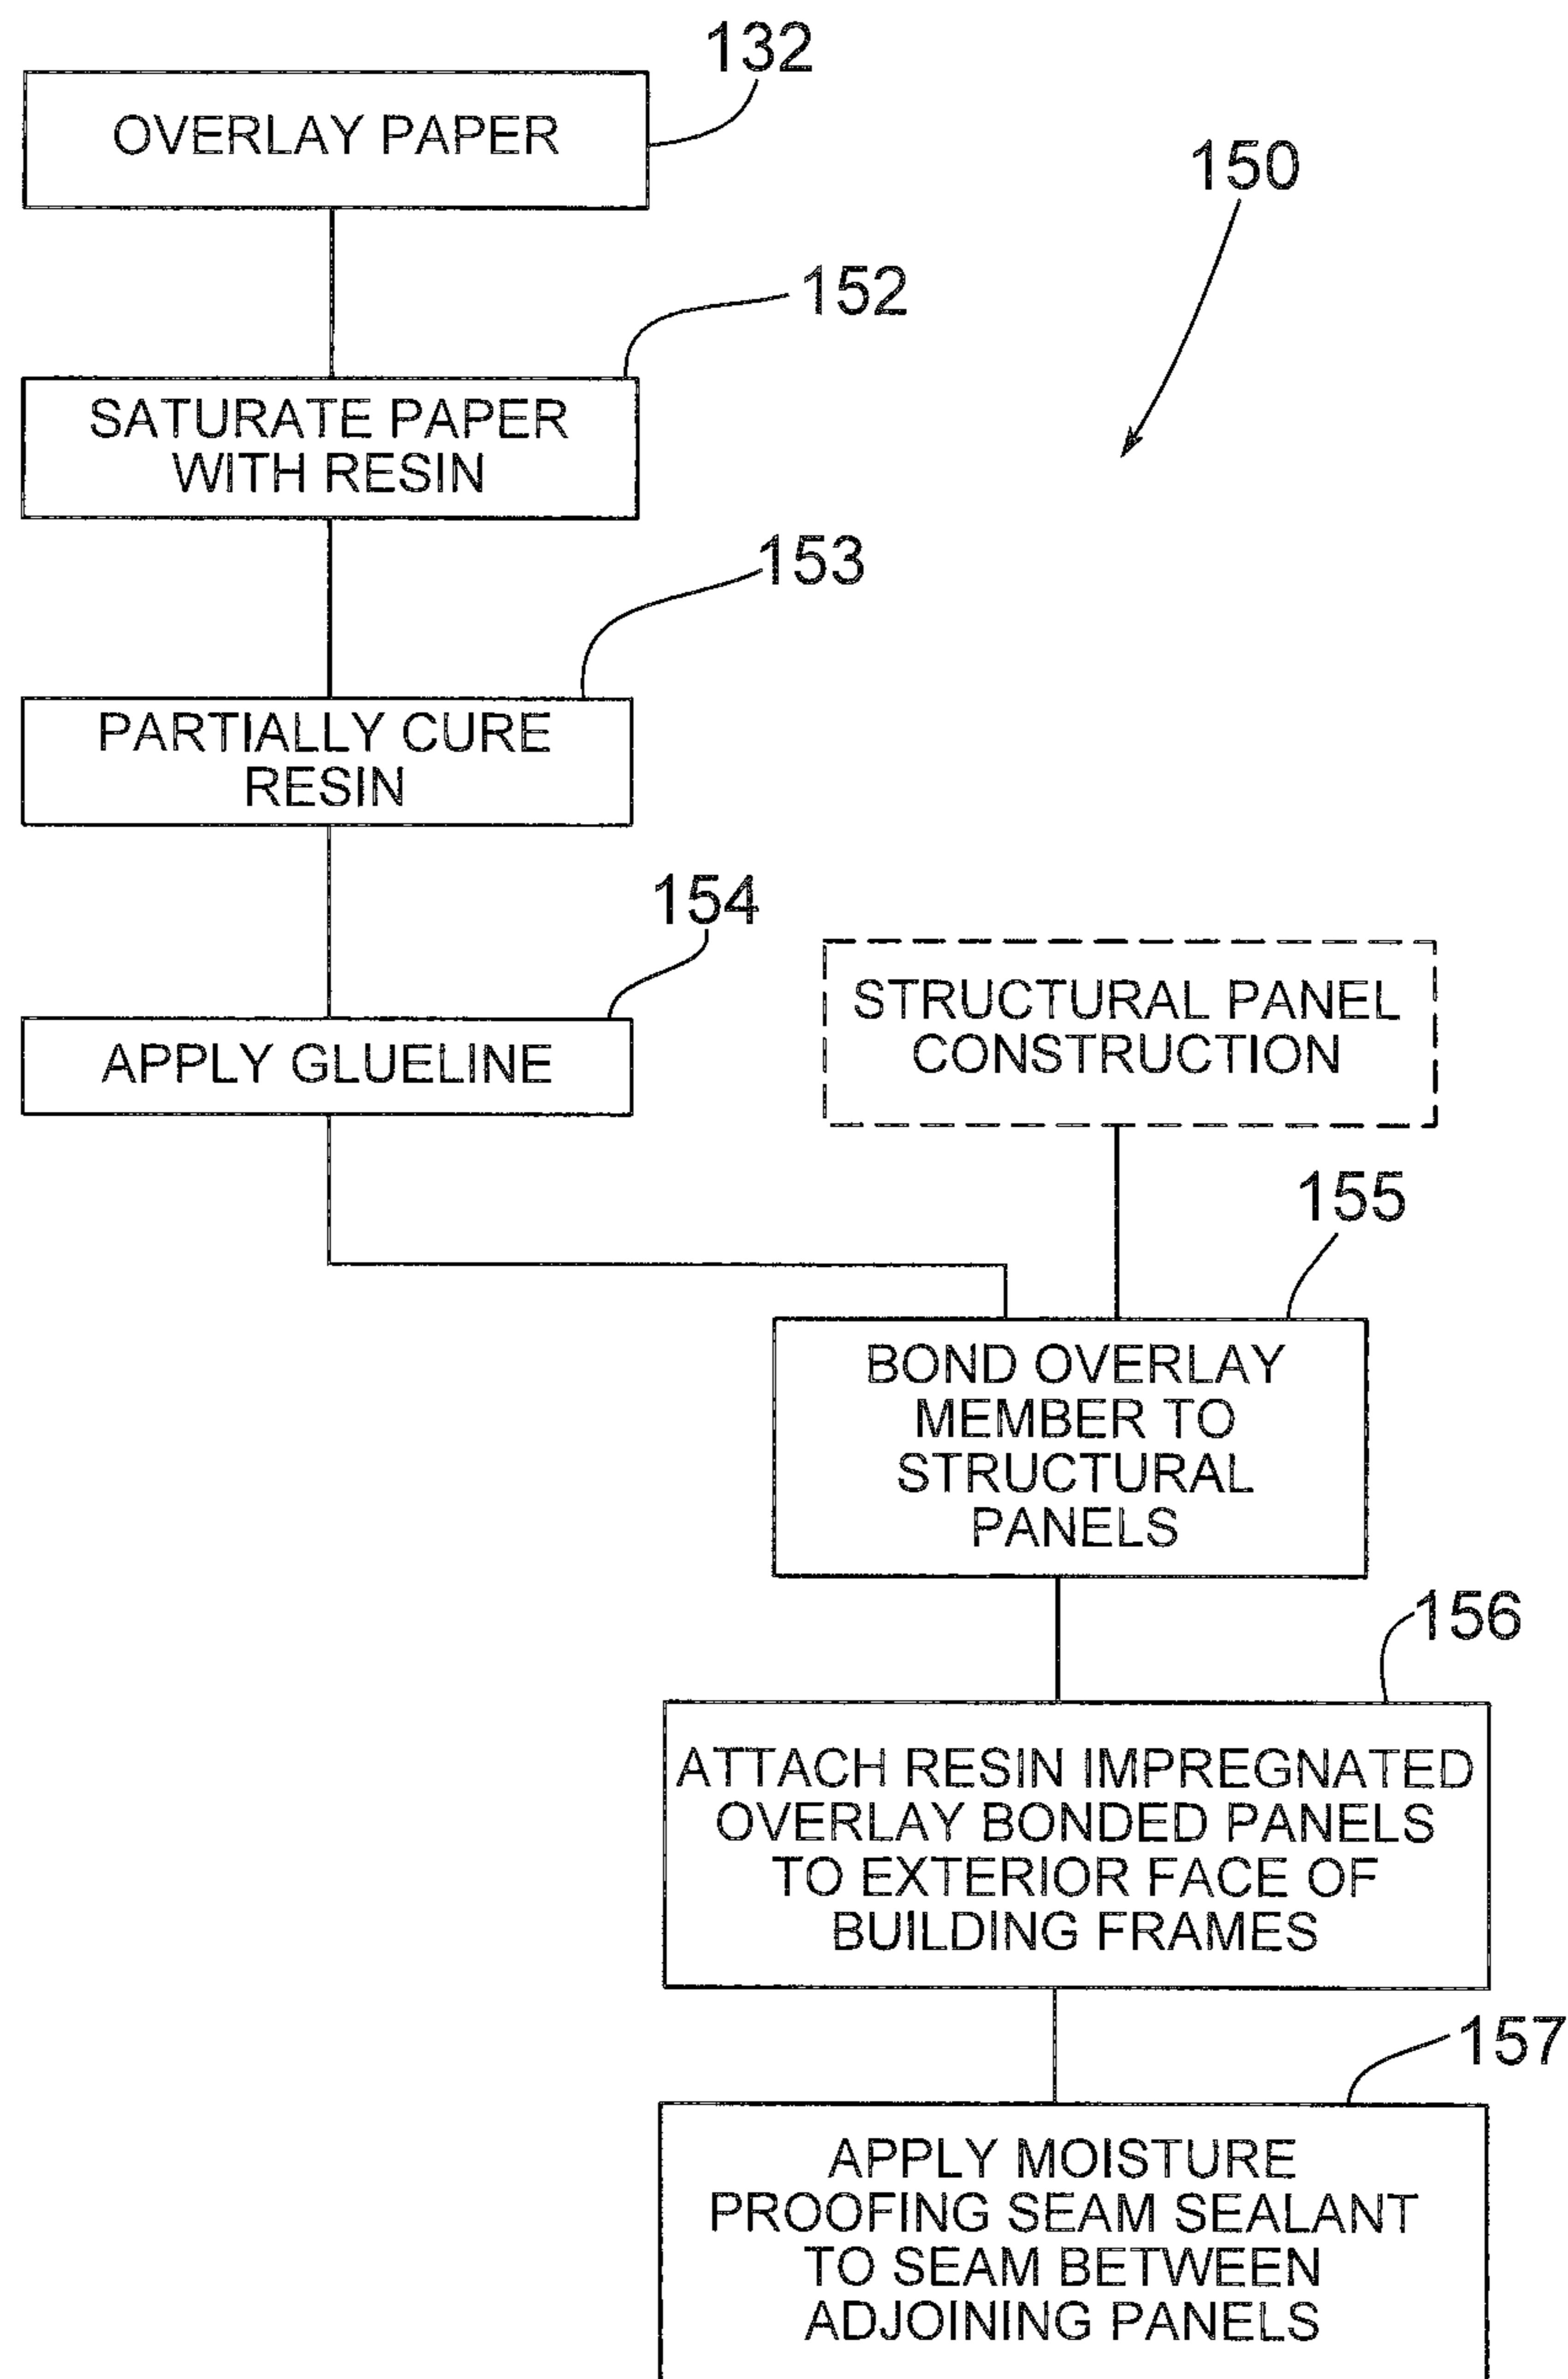 132
OVERLAY PAPER
150
152
SATURATE PAPER
WITH RESIN
153
PARTIALLY CURE
RESIN
154
APPLY GLUELINE
STRUCTURAL PANEL
CONSTRUCTION
155
BOND OVERLAY
MEMBER TO
STRUCTURAL
PANELS
156
ATTACH RESIN IMPREGNATED
OVERLAY BONDED PANELS
TO EXTERIOR FACE OF
BUILDING FRAMES
157
APPLY MOISTURE
PROOFING SEAM SEALANT
TO SEAM BETWEEN
ADJOINING PANELS